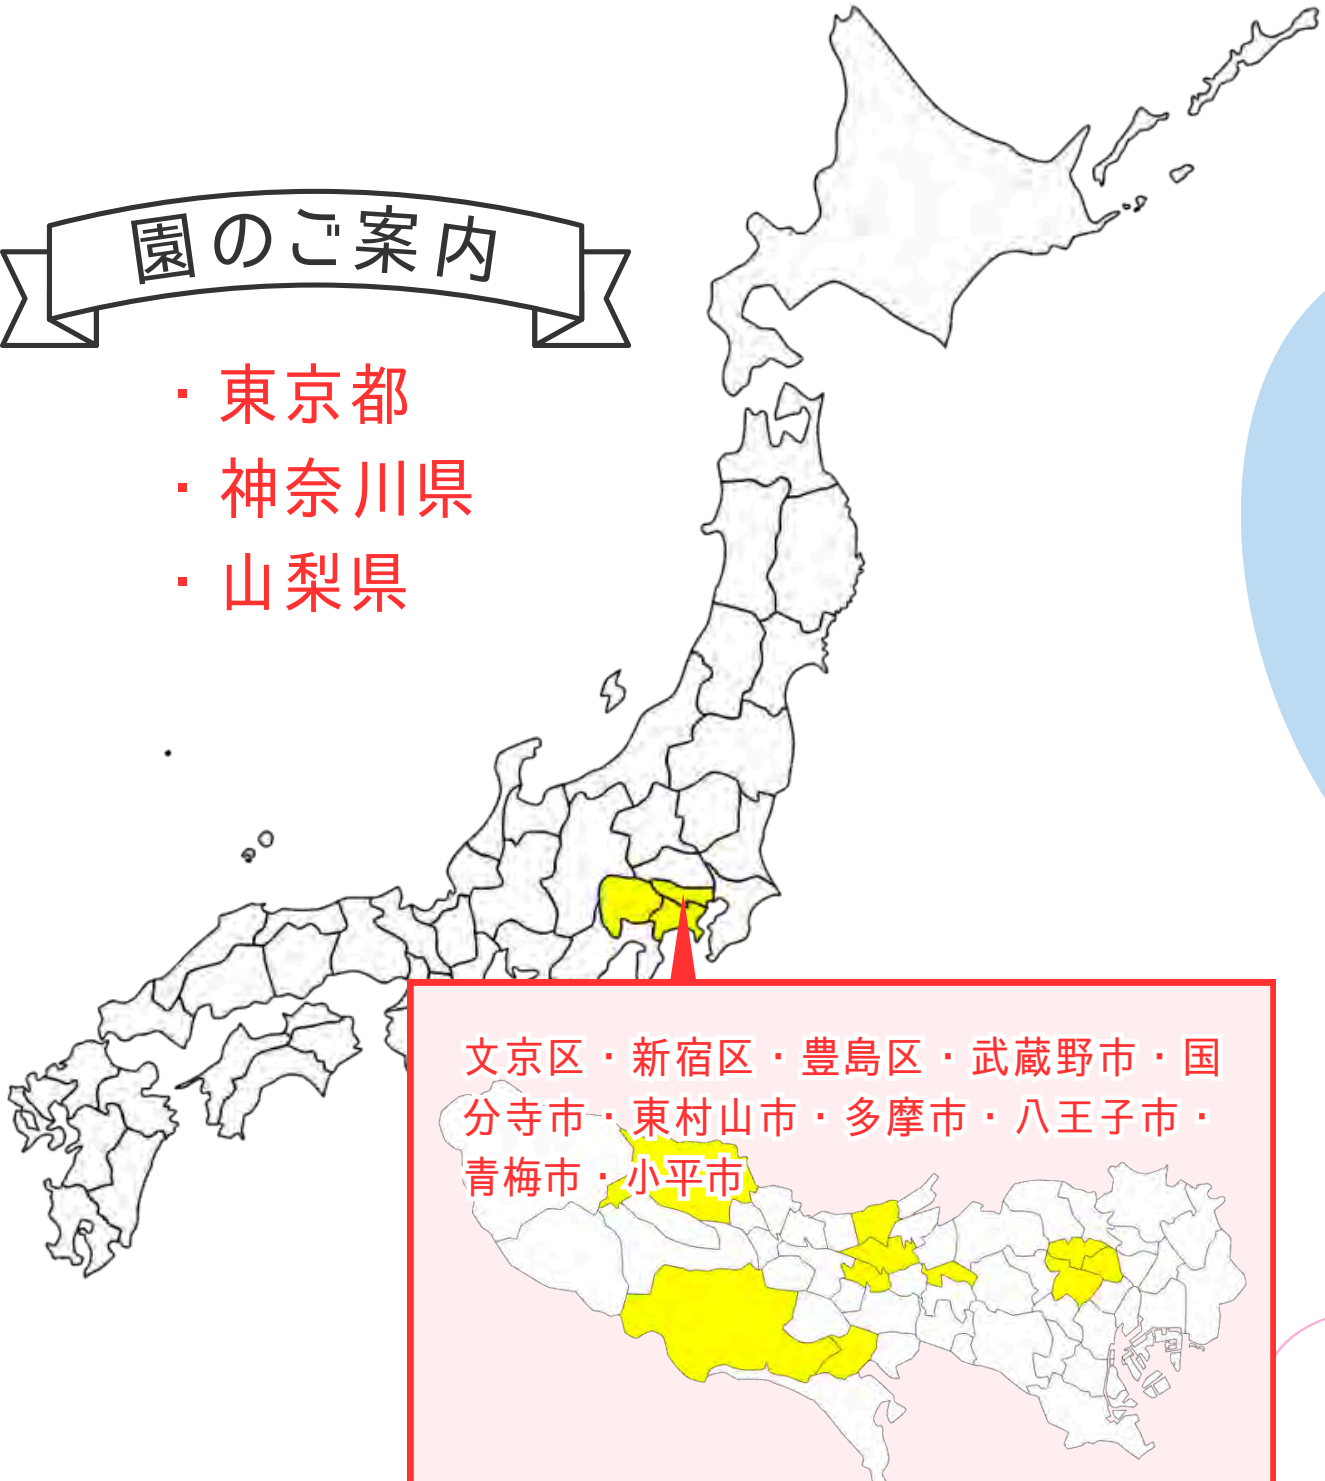 園のご案内
・東京都
・神奈川県
・山梨県
文京区・新宿区・豊島区・武蔵野市・国
分寺市・東村山市・多摩市・八王子市・
青梅市・小平市